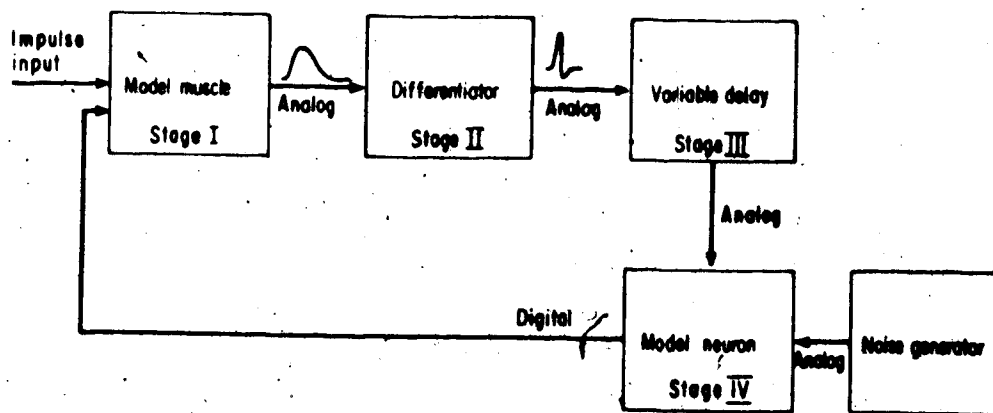 Impulse
input
Model muscle
Stage I
Analog
Differentiator
Stage II
Analog
Variable delay
Stage III
Analog
Digital
Model neuron
Stage IV
Analog
Noise generator